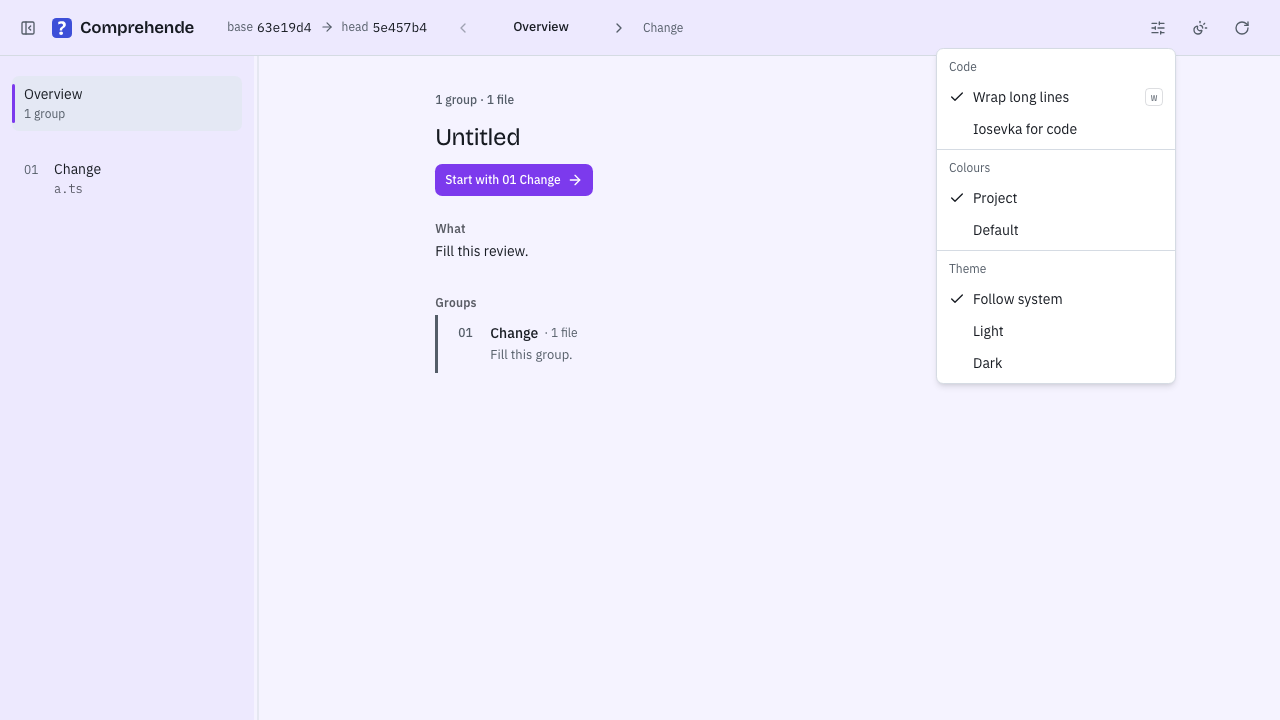 Comprehende
base 63e19d4 → head 5e457b4
Overview
Change
Overview
1 group
01 Change
a.ts
1 group · 1 file
Untitled
Start with 01 Change →
What
Fill this review.
Groups
01 Change · 1 file
Fill this group.
Code
Wrap long lines w
Iosevka for code
Colours
Project
Default
Theme
Follow system
Light
Dark